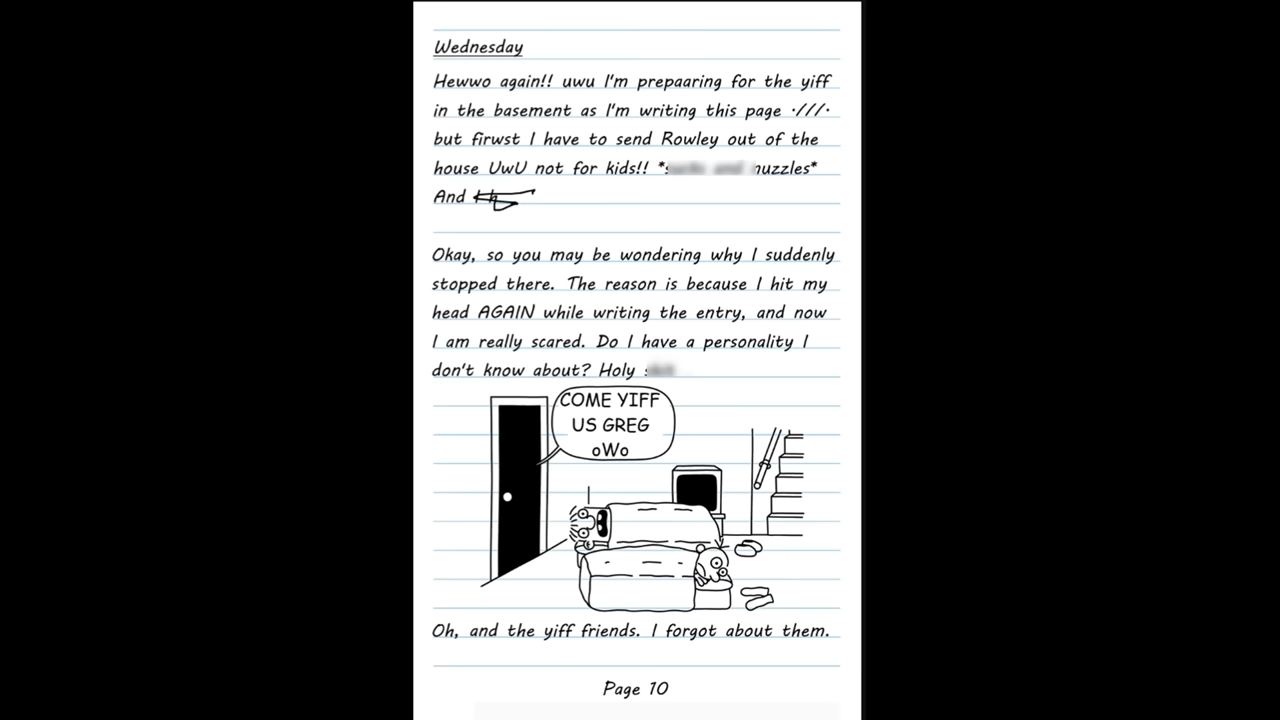 Wednesday
Hewwo again!! uwu I'm prepaaring for the yiff
in the basement as I'm writing this page ·///·
but firwst I have to send Rowley out of the
house UwU not for kids!! * nuzzles*
And
Okay, so you may be wondering why I suddenly
stopped there. The reason is because I hit my
head AGAIN while writing the entry, and now
I am really scared. Do I have a personality I
don't know about? Holy
COME YIFF
US GREG
oWo
Oh, and the yiff friends. I forgot about them.
Page 10